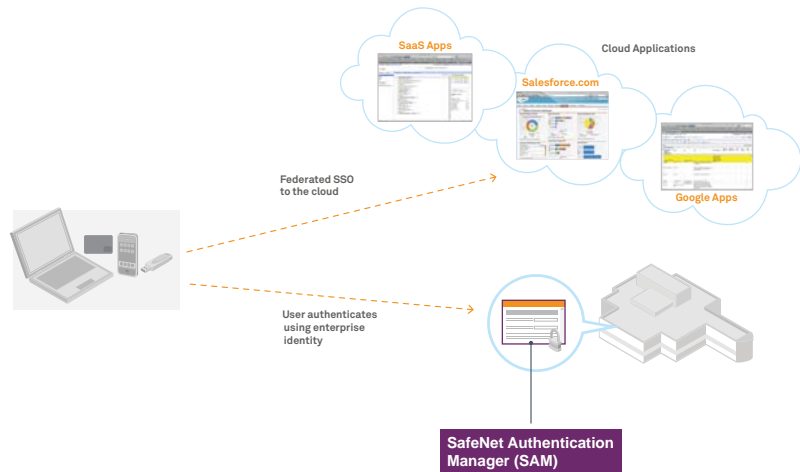 SaaS Apps
Cloud Applications
Salesforce.com
Google Apps
Federated SSO
to the cloud
User authenticates
using enterprise
identity
SafeNet Authentication
Manager (SAM)